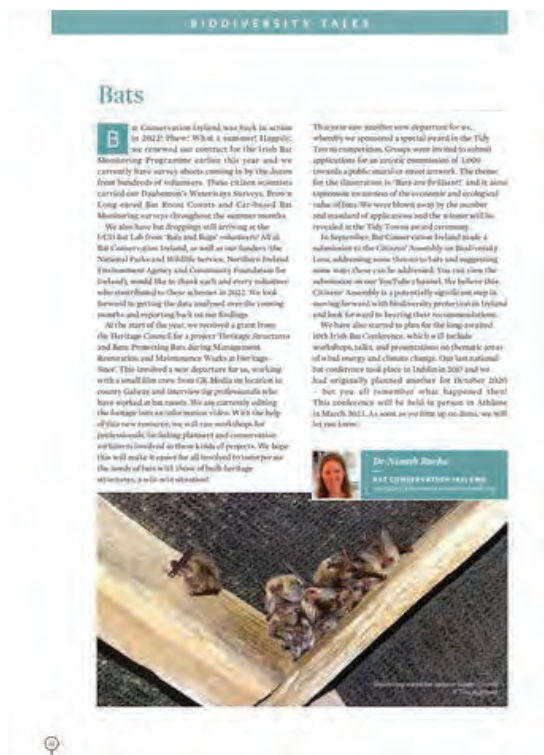 BIODIVERSITY TALES
Bats
Bat Conservation Ireland was back in action
in 2022! Phew! What a summer! Happily,
we renewed our contract for the Irish Bat
Monitoring Programme earlier this year and we
currently have survey sheets coming in by the dozen
from hundreds of volunteers. These citizen scientists
carried out Daubenton's Waterways Surveys, Brown
Long-eared Bat Roost Counts and Car-based Bat
Monitoring surveys throughout the summer months.
We also have bat droppings still arriving at the
UCD Bat Lab from 'Bats and Bugs' volunteers! All at
Bat Conservation Ireland, as well as our funders (the
National Parks and Wildlife Service, Northern Ireland
Environment Agency and Community Foundation for
Ireland), would like to thank each and every volunteer
who contributed to these schemes in 2022. We look
forward to getting the data analysed over the coming
months and reporting back on our findings.
At the start of the year, we received a grant from
the Heritage Council for a project 'Heritage Structures
and Bats: Protecting Bats during Management
Restoration and Maintenance Works at Heritage
Sites'. This involved a new departure for us, working
with a small film crew from GK Media on location in
county Galway and interviewing professionals who
have worked at bat roosts. We are currently editing
the footage into an information video. With the help
of this new resource, we will run workshops for
professionals, including planners and conservation
architects involved in these kinds of projects. We hope
this will make it easier for all involved to incorporate
the needs of bats with those of built heritage
structures, a win-win situation!
This year saw another new departure for us,
whereby we sponsored a special award in the Tidy
Towns competition. Groups were invited to submit
applications for an artistic commission of 1,000
towards a public mural or street artwork. The theme
for the illustration is 'Bats are Brilliant!' and it aims
to promote awareness of the economic and ecological
value of bats. We were blown away by the number
and standard of applications and the winner will be
revealed at the Tidy Towns award ceremony.
In September, Bat Conservation Ireland made a
submission to the Citizens' Assembly on Biodiversity
Loss, addressing some threats to bats and suggesting
some ways these can be addressed. You can view the
submission on our YouTube channel. We believe this
Citizens' Assembly is a potentially significant step in
moving forward with biodiversity protection in Ireland
and look forward to hearing their recommendations.
We have also started to plan for the long-awaited
10th Irish Bat Conference, which will include
workshops, talks, and presentations on thematic areas
of wind energy and climate change. Our last national
bat conference took place in Dublin in 2017 and we
had originally planned another for October 2020
– but you all remember what happened then!
This conference will be held in person in Athlone
in March 2023. As soon as we firm up on dates, we will
let you know.
Dr Niamh Roche
BAT CONSERVATION IRELAND